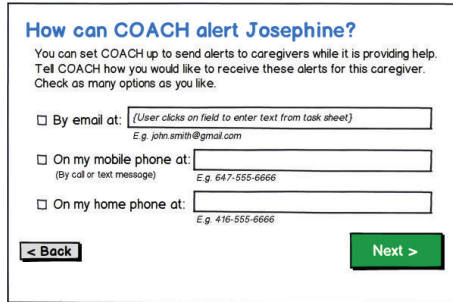 How can COACH alert Josephine?
You can set COACH up to send alerts to caregivers while it is providing help.
Tell COACH how you would like to receive these alerts for this caregiver.
Check as many options as you like.
By email at: {User clicks on field to enter text from task sheet}
E.g. john.smith@gmail.com
On my mobile phone at:
(By call or text message)
E.g. 647-555-6666
On my home phone at:
E.g. 416-555-6666
< Back
Next >